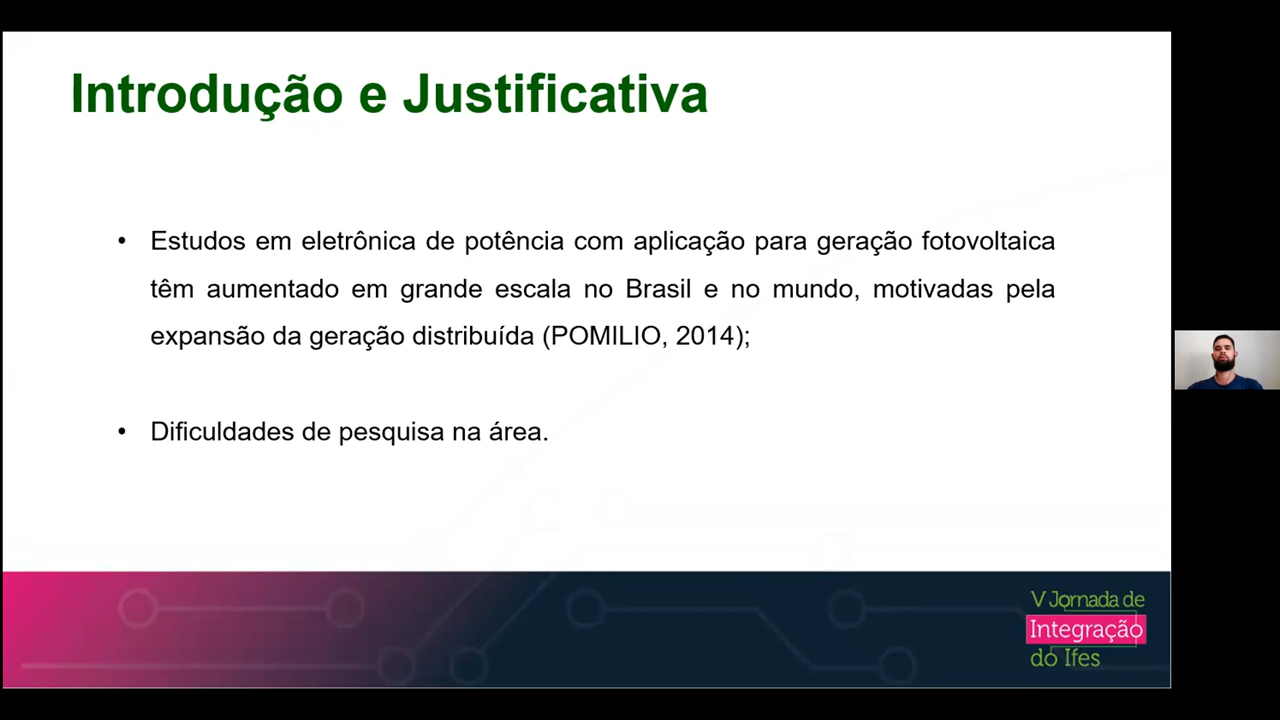 Introdução e Justificativa
• Estudos em eletrônica de potência com aplicação para geração fotovoltaica
têm aumentado em grande escala no Brasil e no mundo, motivadas pela
expansão da geração distribuída (POMILIO, 2014);
• Dificuldades de pesquisa na área.
V Jornada de
Integração
do Ifes